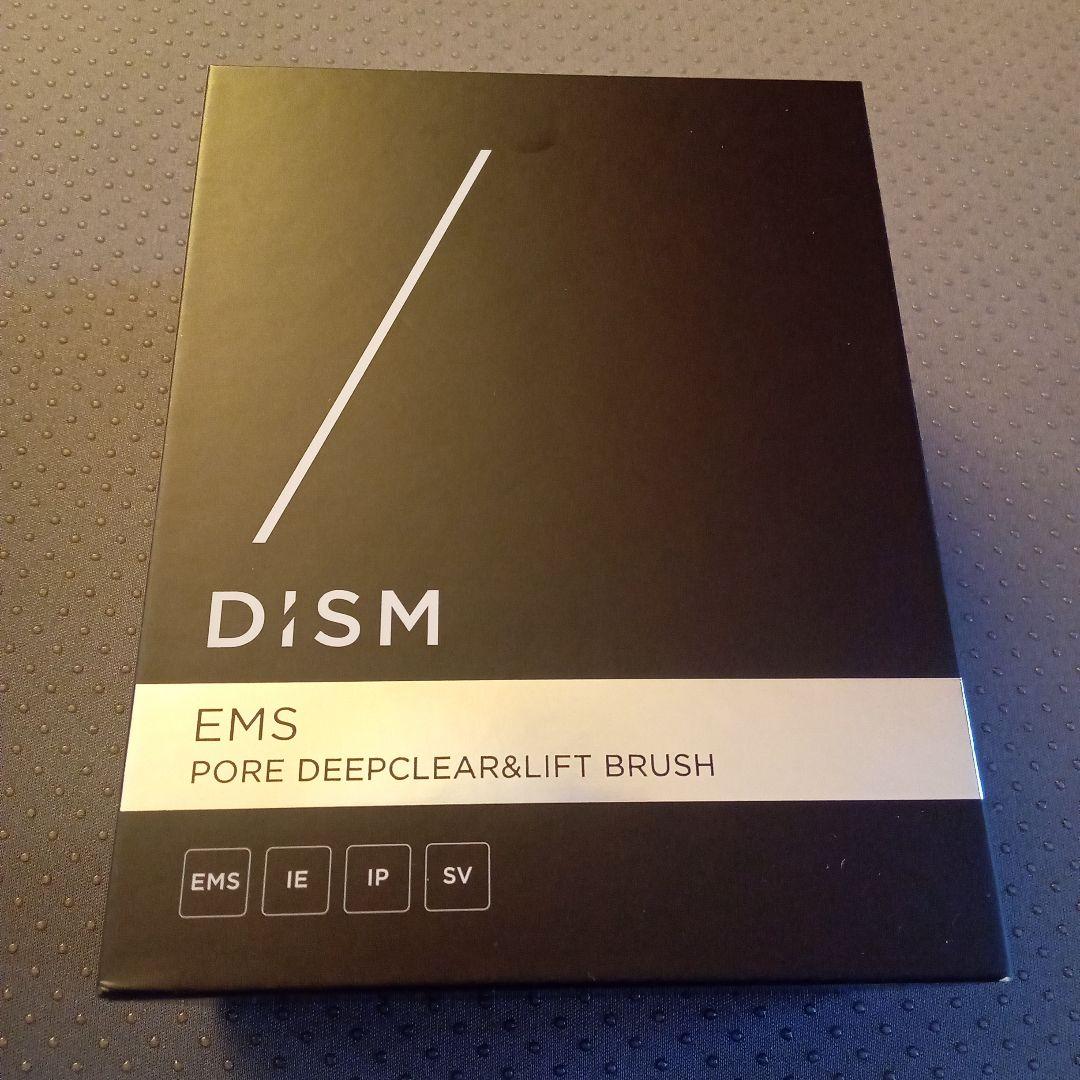 DISM
EMS
PORE DEEPCLEAR&LIFT BRUSH
EMS IE IP SV